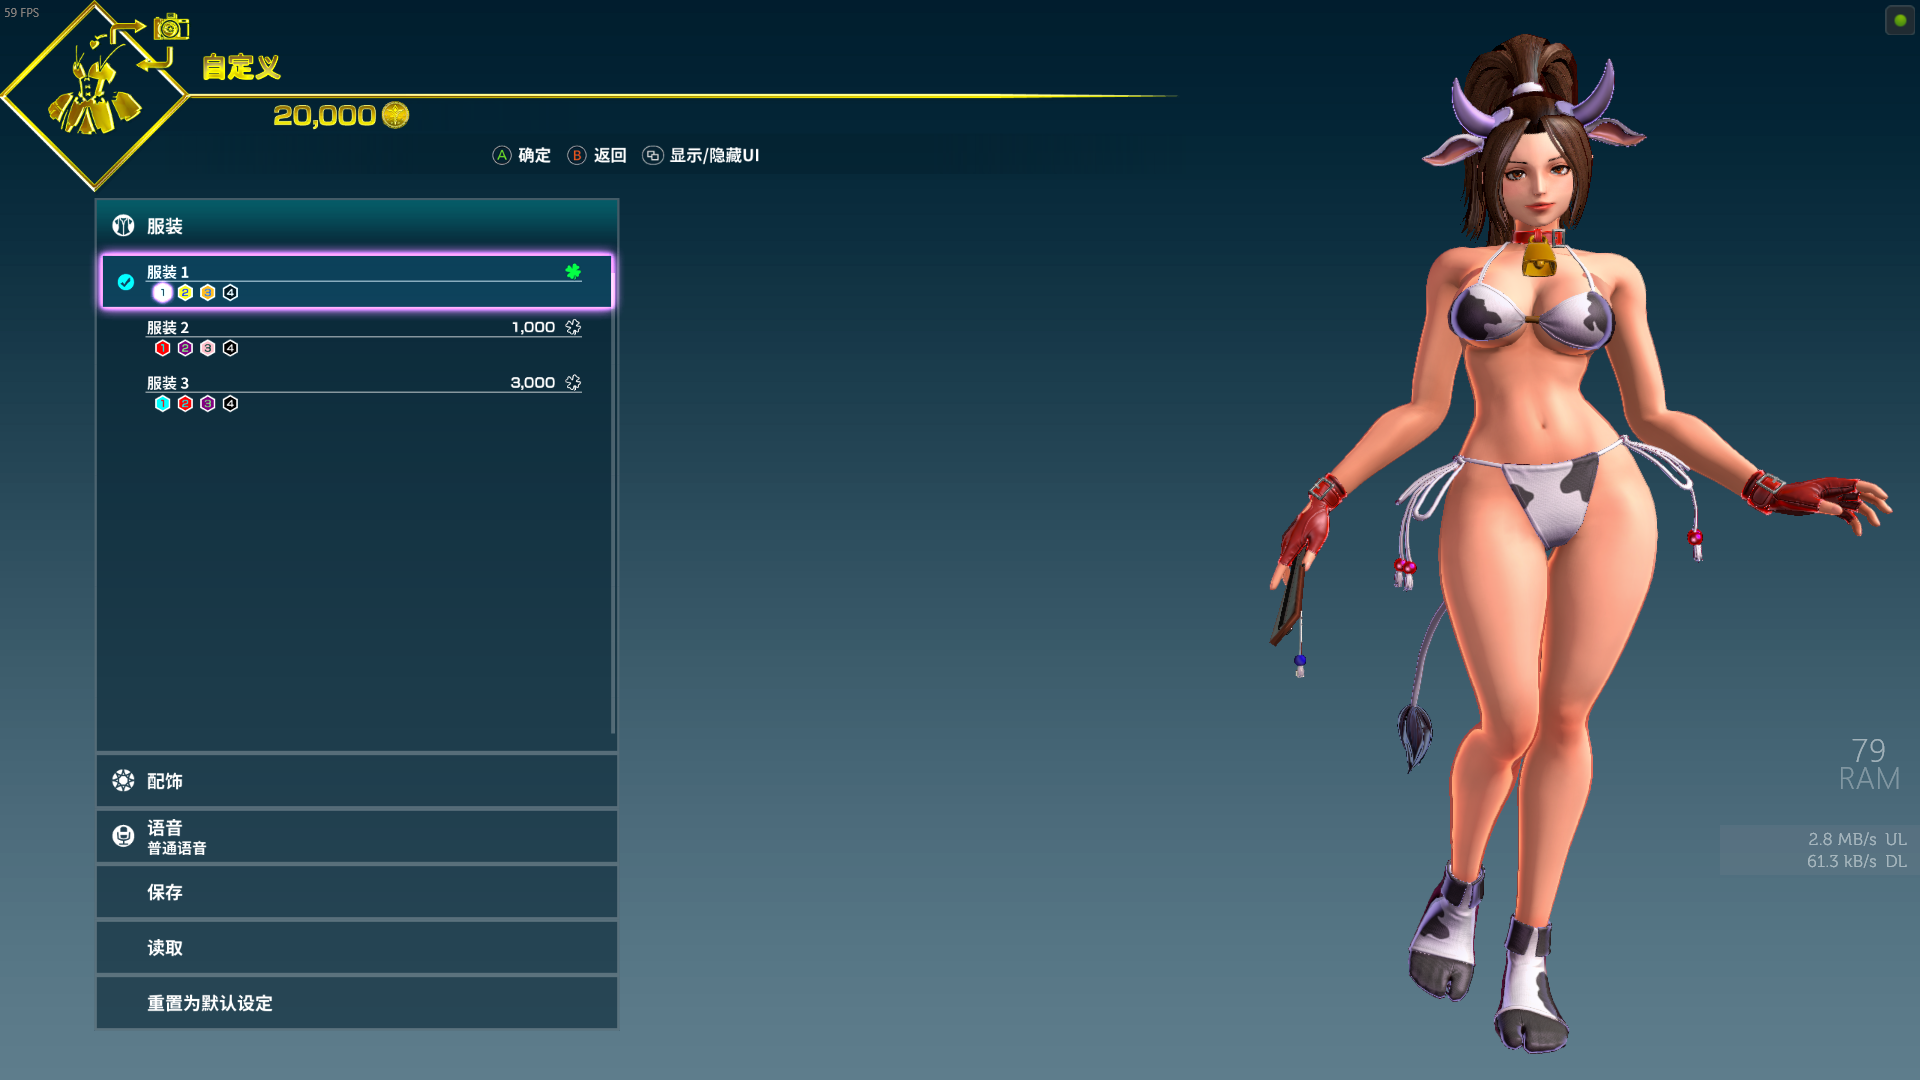 59 FPS
自定义
20,000
A 确定 B 返回 显示/隐藏UI
服装
服装 1
1 2 3 4
服装 2 1,000
1 2 3 4
服装 3 3,000
1 2 3 4
配饰
语音
普通语音
保存
读取
重置为默认设定
79
RAM
2.8 MB/s UL
61.3 kB/s DL